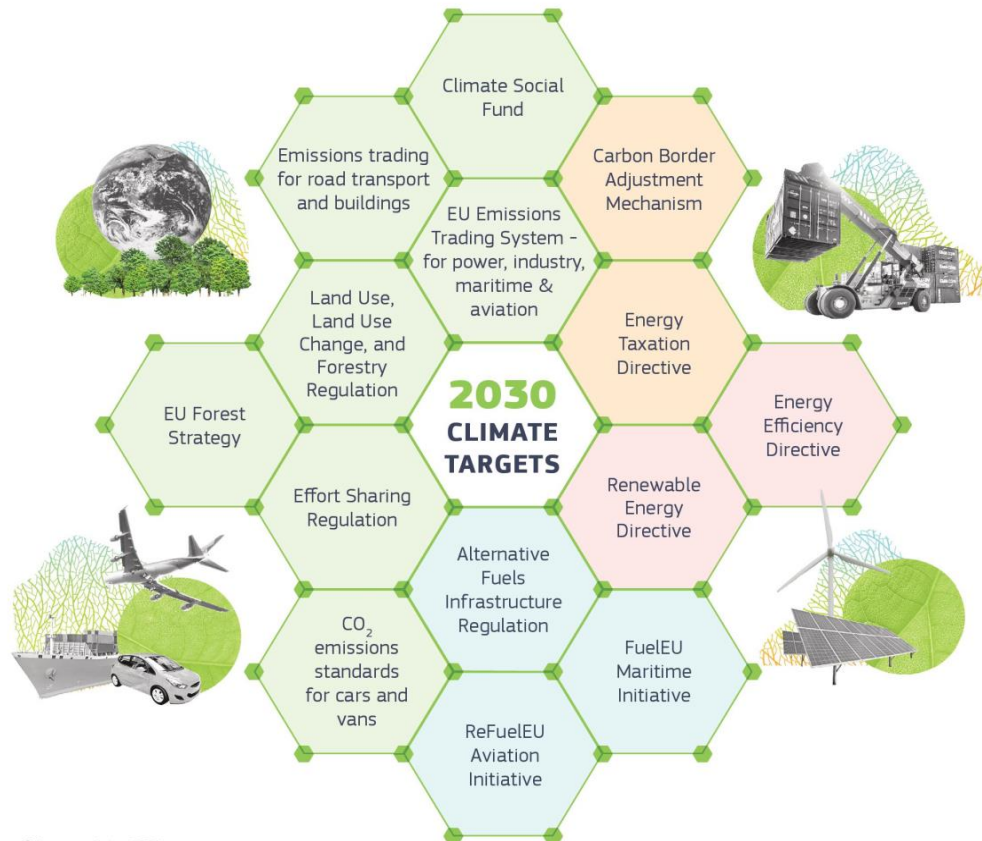 Climate Social
Fund
Emissions trading
for road transport
and buildings
Carbon Border
Adjustment
Mechanism
EU Emissions
Trading System -
for power, industry,
maritime &
aviation
Land Use,
Land Use
Change, and
Forestry
Regulation
Energy
Taxation
Directive
EU Forest
Strategy
2030
CLIMATE
TARGETS
Energy
Efficiency
Directive
Effort Sharing
Regulation
Renewable
Energy
Directive
Alternative
Fuels
Infrastructure
Regulation
CO₂
emissions
standards
for cars and
vans
FuelEU
Maritime
Initiative
ReFuelEU
Aviation
Initiative